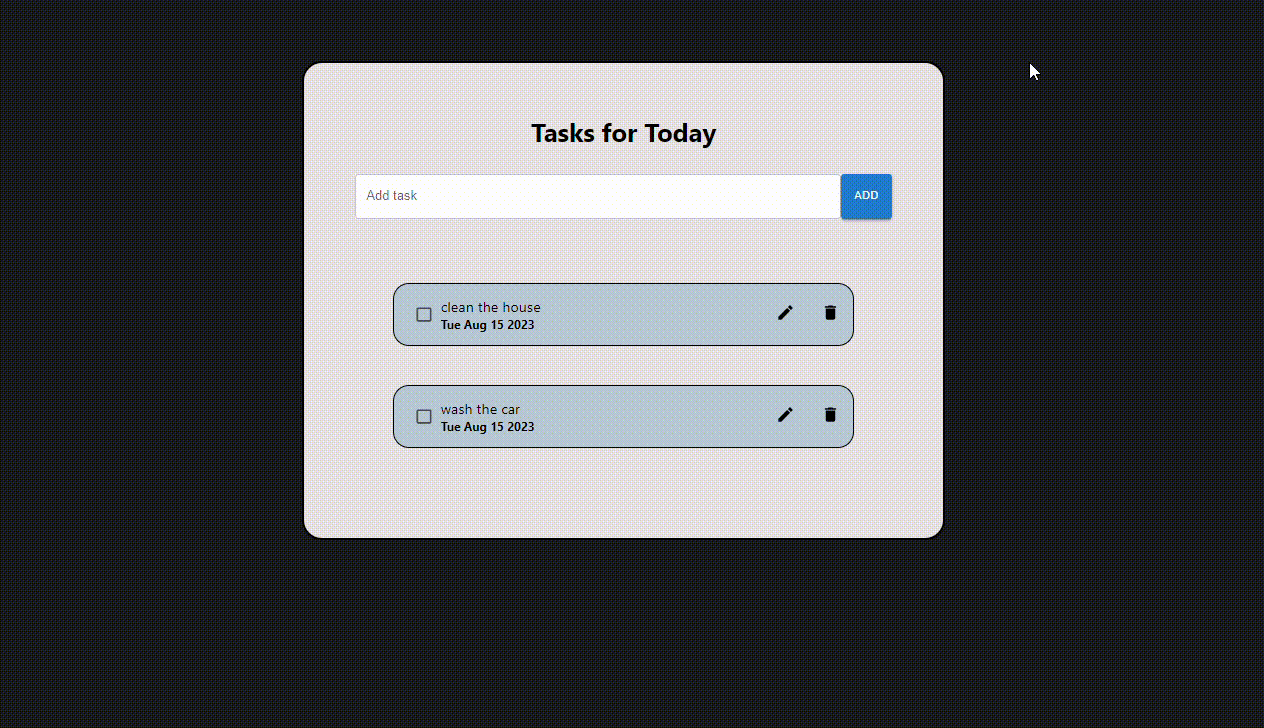 Tasks for Today
Add task
ADD
clean the house
Tue Aug 15 2023
wash the car
Tue Aug 15 2023